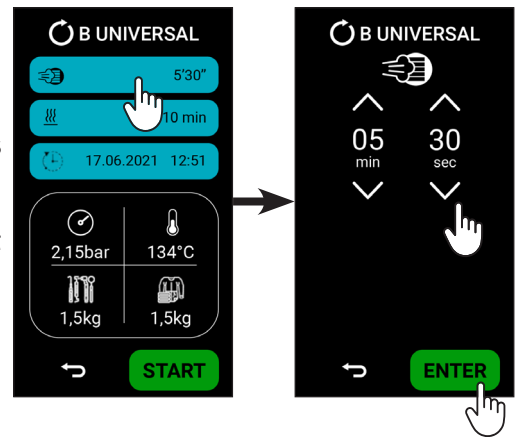 B UNIVERSAL
5'30”
10 min
17.06.2021 12:51
2,15bar 134°C
1,5kg 1,5kg
START
B UNIVERSAL
05 30
min sec
ENTER